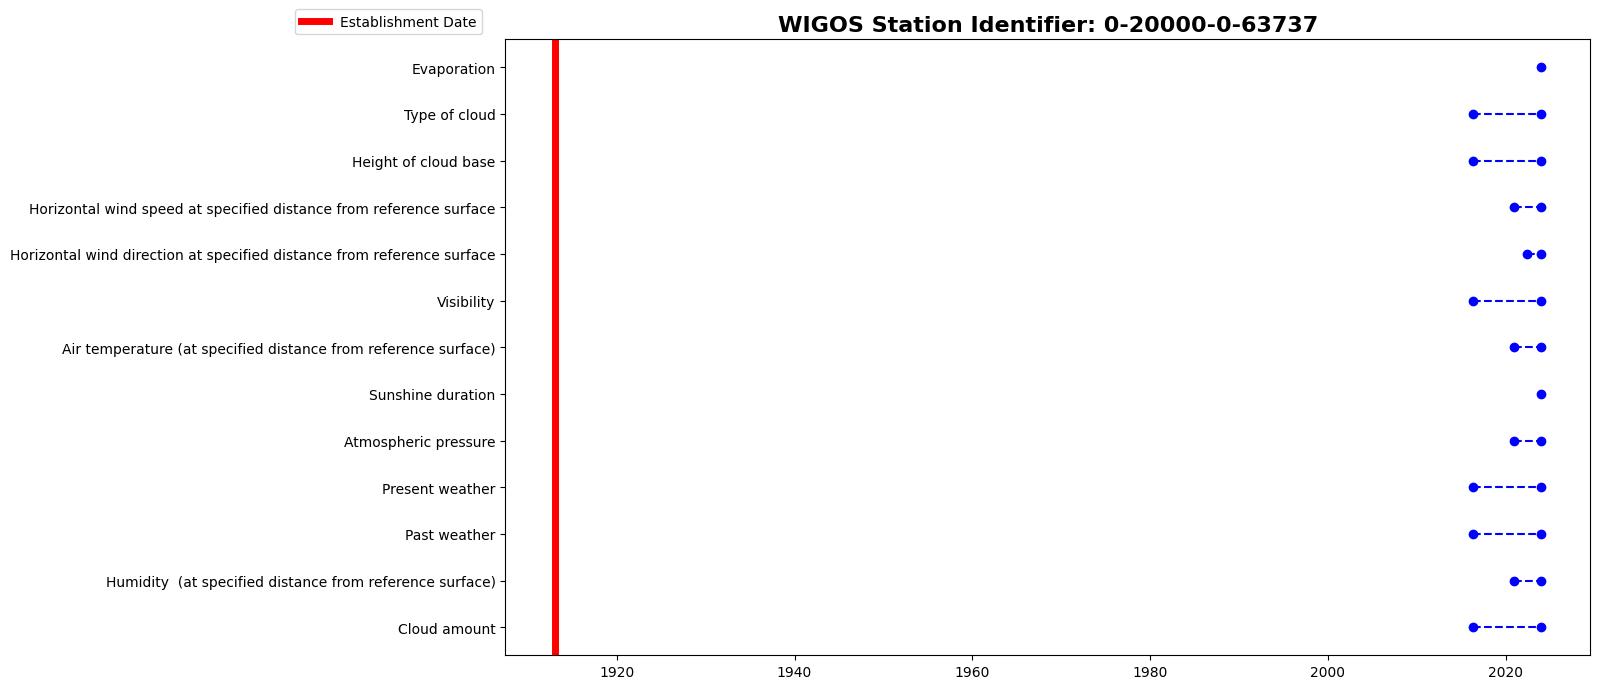 Establishment Date
WIGOS Station Identifier: 0-20000-0-63737
Evaporation
Type of cloud
Height of cloud base
Horizontal wind speed at specified distance from reference surface
Horizontal wind direction at specified distance from reference surface
Visibility
Air temperature (at specified distance from reference surface)
Sunshine duration
Atmospheric pressure
Present weather
Past weather
Humidity  (at specified distance from reference surface)
Cloud amount
1920 1940 1960 1980 2000 2020